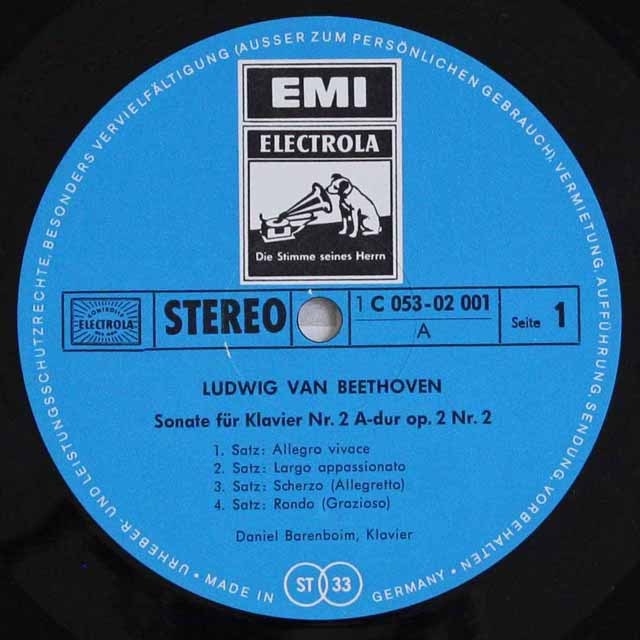 URHEBER- UND LEISTUNGSSCHUTZRECHTE, BESONDERS VERVIELFÄLTIGUNG (AUSSER ZUM PERSÖNLICHEN GEBRAUCH), VERMIETUNG, AUFFÜHRUNG, SENDUNG, VORBEHALTEN
EMI
ELECTROLA
Die Stimme seines Herrn
ELECTROLA
STEREO
1 C 053-02 001
A
Seite 1
LUDWIG VAN BEETHOVEN
Sonate für Klavier Nr. 2 A-dur op. 2 Nr. 2
1. Satz: Allegro vivace
2. Satz: Largo appassionato
3. Satz: Scherzo (Allegretto)
4. Satz: Rondo (Grazioso)
Daniel Barenboim, Klavier
• MADE IN GERMANY •
ST 33